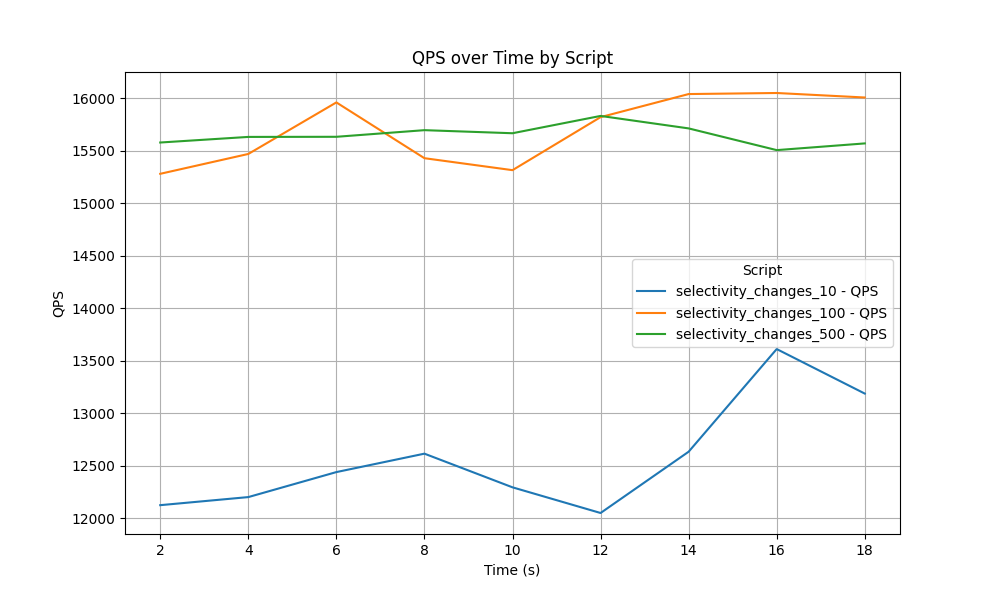 QPS over Time by Script
QPS
16000
15500
15000
14500
14000
13500
13000
12500
12000
Script
selectivity_changes_10 - QPS
selectivity_changes_100 - QPS
selectivity_changes_500 - QPS
2 4 6 8 10 12 14 16 18
Time (s)